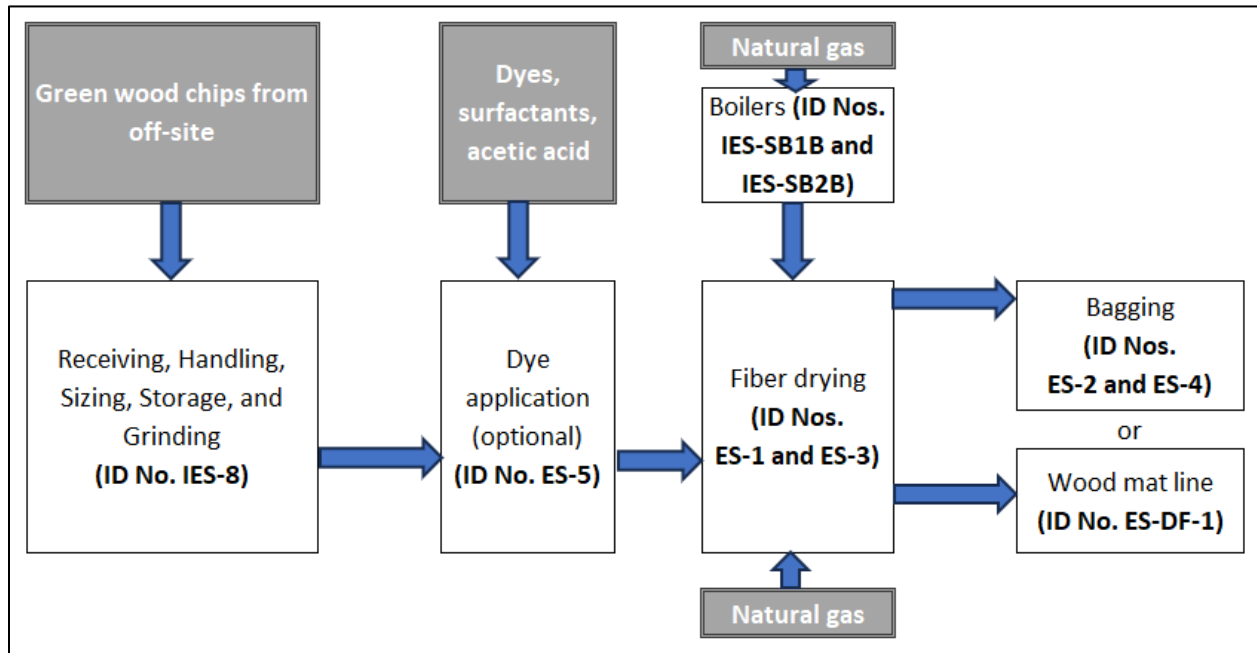 Green wood chips from
off-site
Dyes,
surfactants,
acetic acid
Natural gas
Boilers (ID Nos.
IES-SB1B and
IES-SB2B)
Receiving, Handling,
Sizing, Storage, and
Grinding
(ID No. IES-8)
Dye
application
(optional)
(ID No. ES-5)
Fiber drying
(ID Nos.
ES-1 and ES-3)
Bagging
(ID Nos.
ES-2 and ES-4)
or
Wood mat line
(ID No. ES-DF-1)
Natural gas